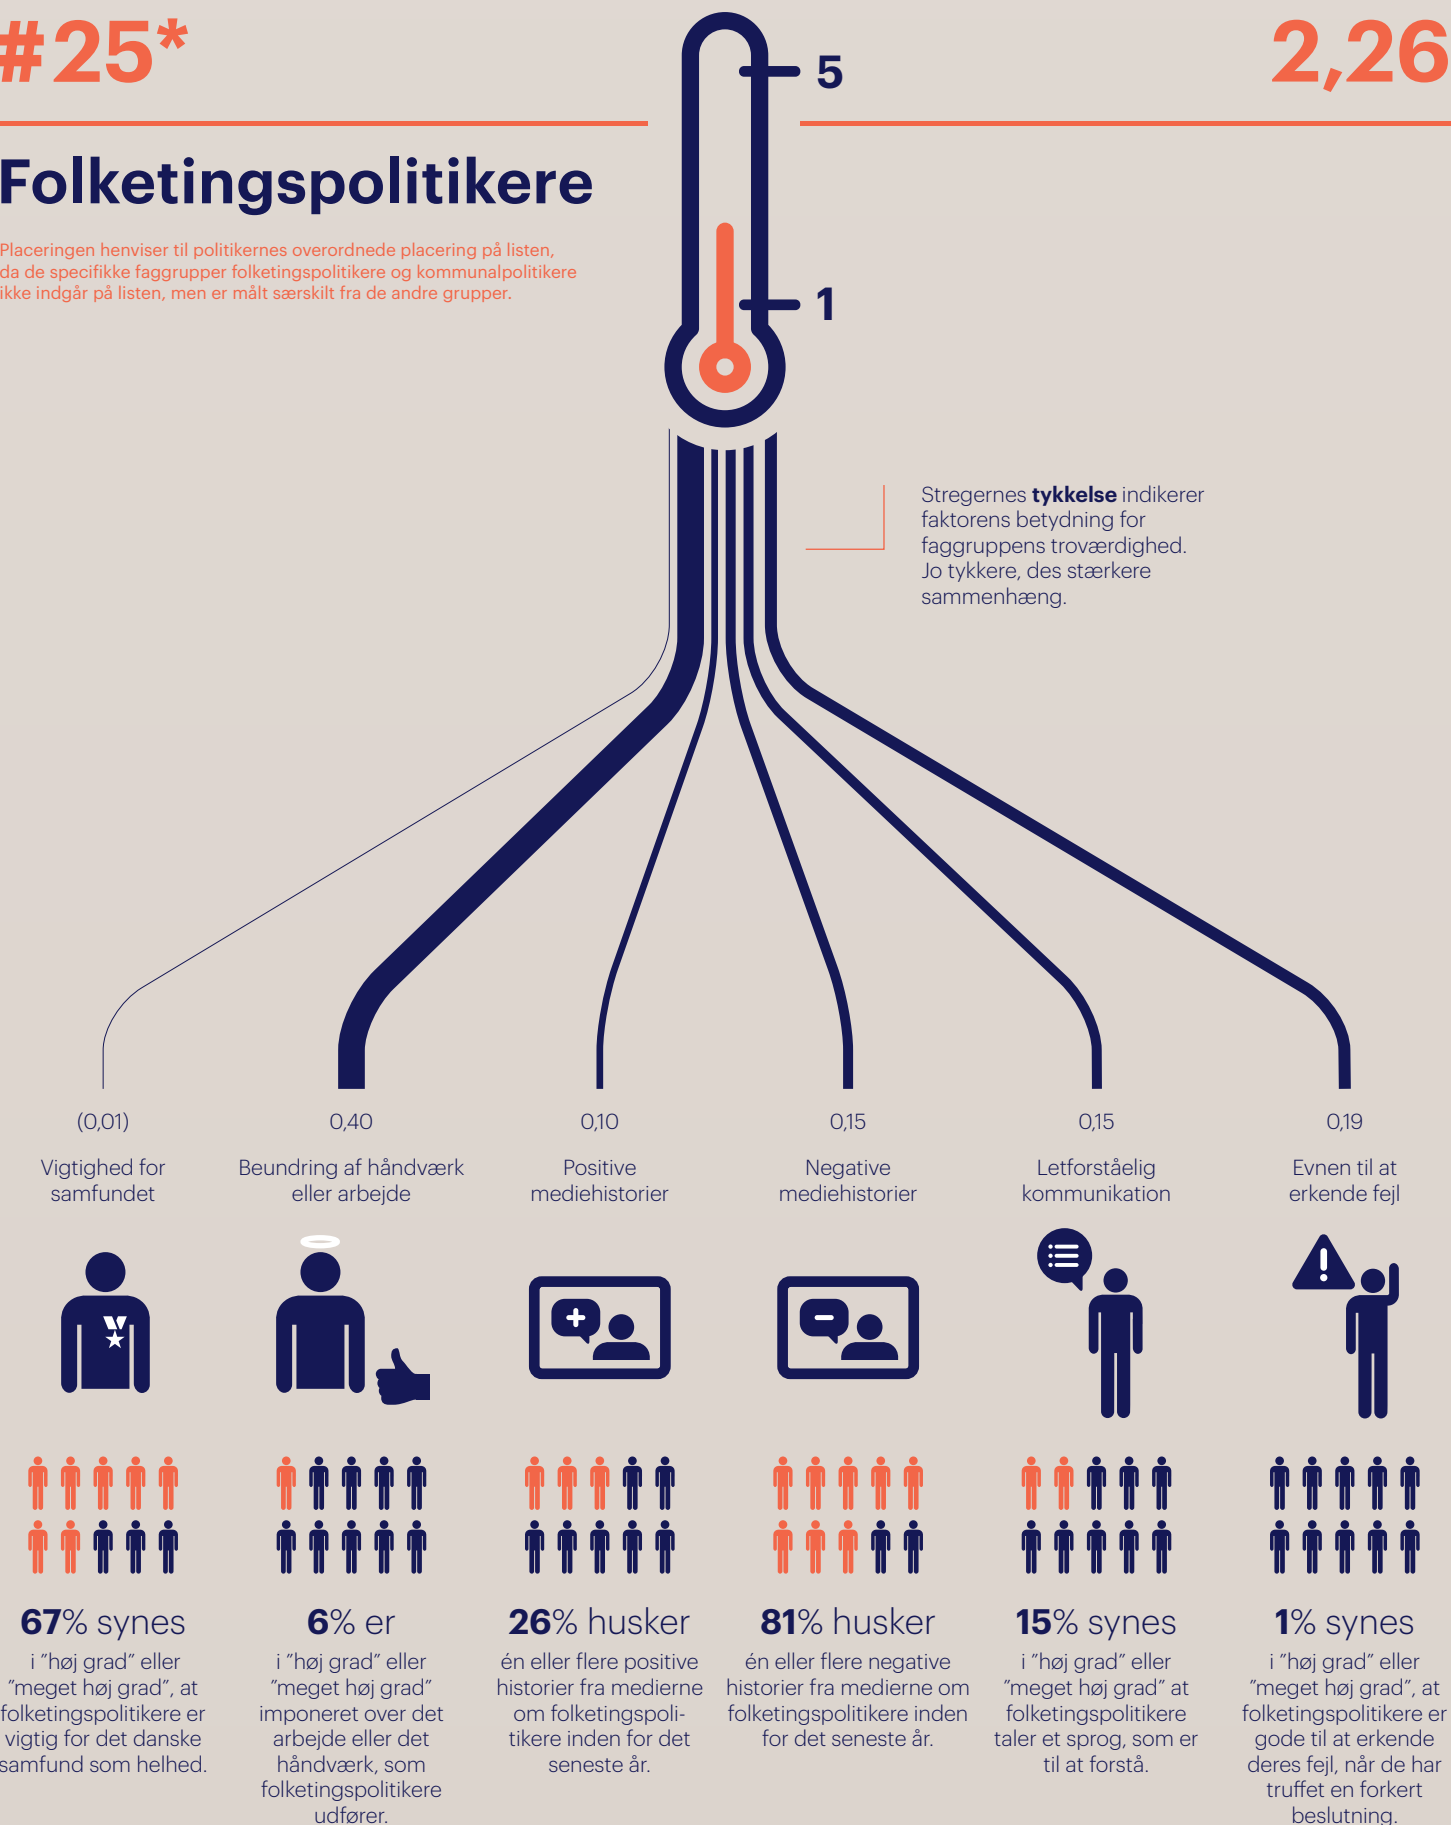 #25*
2,26
5
1
Folketingspolitikere
Placeringen henviser til politikernes overordnede placering på listen,
da de specifikke faggrupper folketingspolitikere og kommunalpolitikere
ikke indgår på listen, men er målt særskilt fra de andre grupper.
Stregernes tykkelse indikerer
faktorens betydning for
faggruppens troværdighed.
Jo tykkere, des stærkere
sammenhæng.
(0,01)
Vigtighed for
samfundet
0,40
Beundring af håndværk
eller arbejde
0,10
Positive
mediehistorier
0,15
Negative
mediehistorier
0,15
Letforståelig
kommunikation
0,19
Evnen til at
erkende fejl
67% synes
i ”høj grad” eller
”meget høj grad”, at
folketingspolitikere er
vigtig for det danske
samfund som helhed.
6% er
i ”høj grad” eller
”meget høj grad”
imponeret over det
arbejde eller det
håndværk, som
folketingspolitikere
udfører.
26% husker
én eller flere positive
historier fra medierne
om folketingspoli-
tikere inden for det
seneste år.
81% husker
én eller flere negative
historier fra medierne om
folketingspolitikere inden
for det seneste år.
15% synes
i ”høj grad” eller
”meget høj grad” at
folketingspolitikere
taler et sprog, som er
til at forstå.
1% synes
i ”høj grad” eller
”meget høj grad”, at
folketingspolitikere er
gode til at erkende
deres fejl, når de har
truffet en forkert
beslutning.